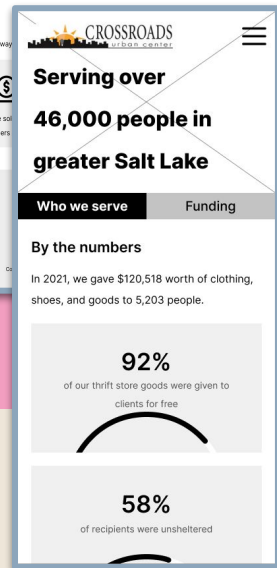 CROSSROADS
urban center
Serving over
46,000 people in
greater Salt Lake
Who we serve
Funding
By the numbers
In 2021, we gave $120,518 worth of clothing,
shoes, and goods to 5,203 people.
92%
of our thrift store goods were given to
clients for free
58%
of recipients were unsheltered